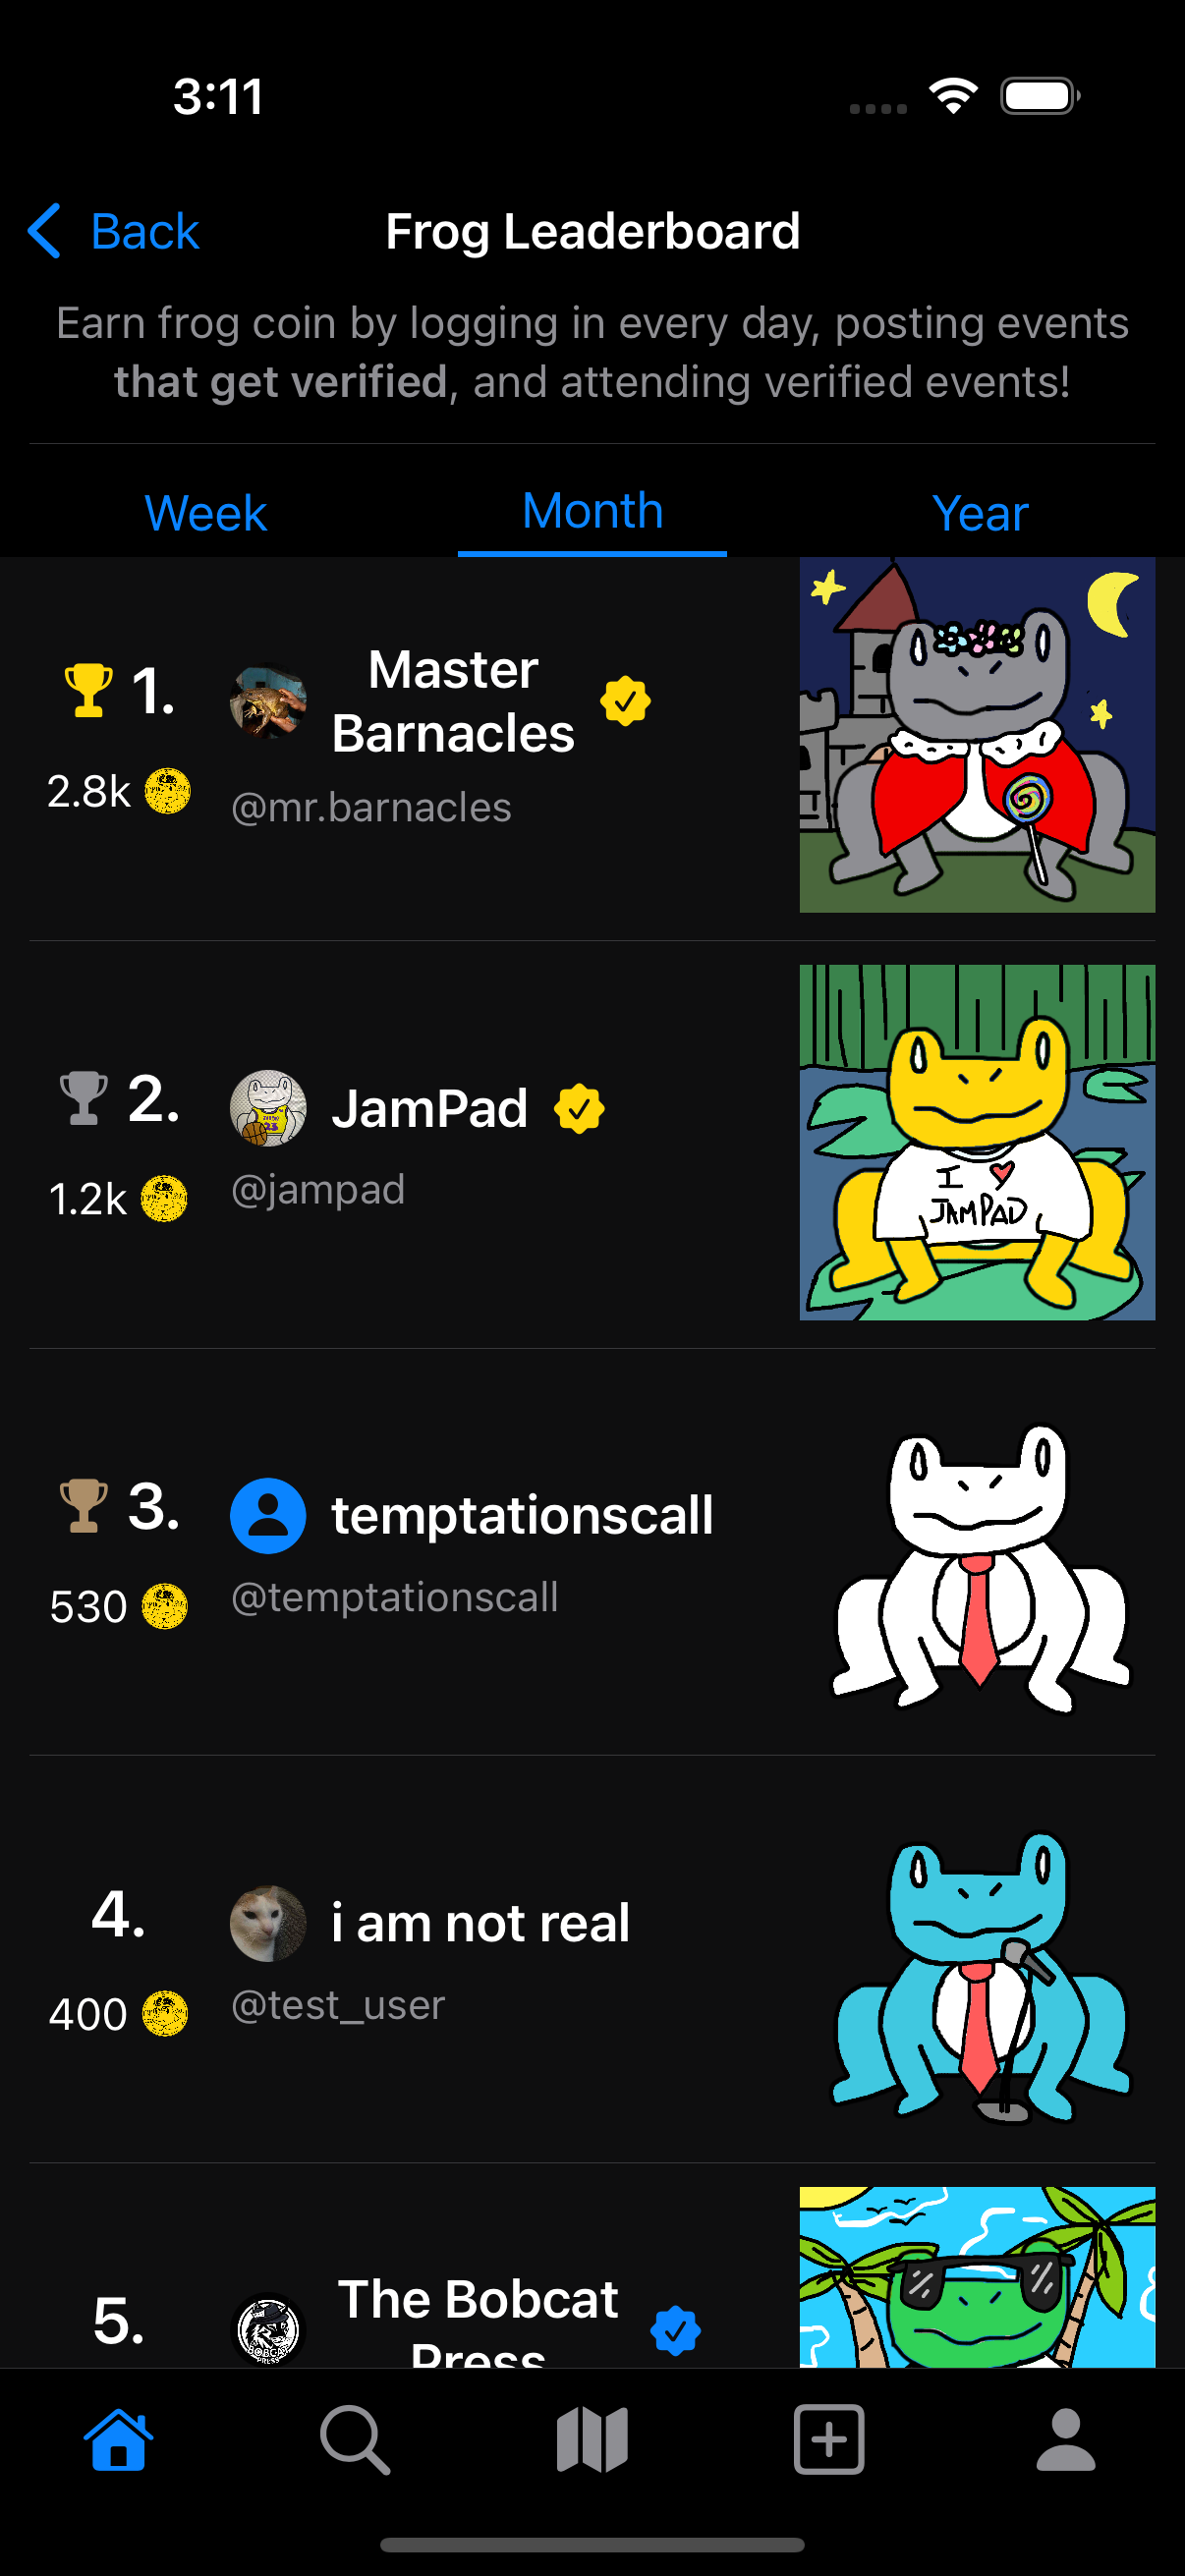 3:11
Back
Frog Leaderboard
Earn frog coin by logging in every day, posting events
that get verified, and attending verified events!
Week
Month
Year
1.
Master
Barnacles
2.8k
@mr.barnacles
2.
JamPad
1.2k
@jampad
I
JAMPAD
3.
temptationscall
530
@temptationscall
4.
i am not real
400
@test_user
5.
The Bobcat
Press
BOBCAT
PRESS